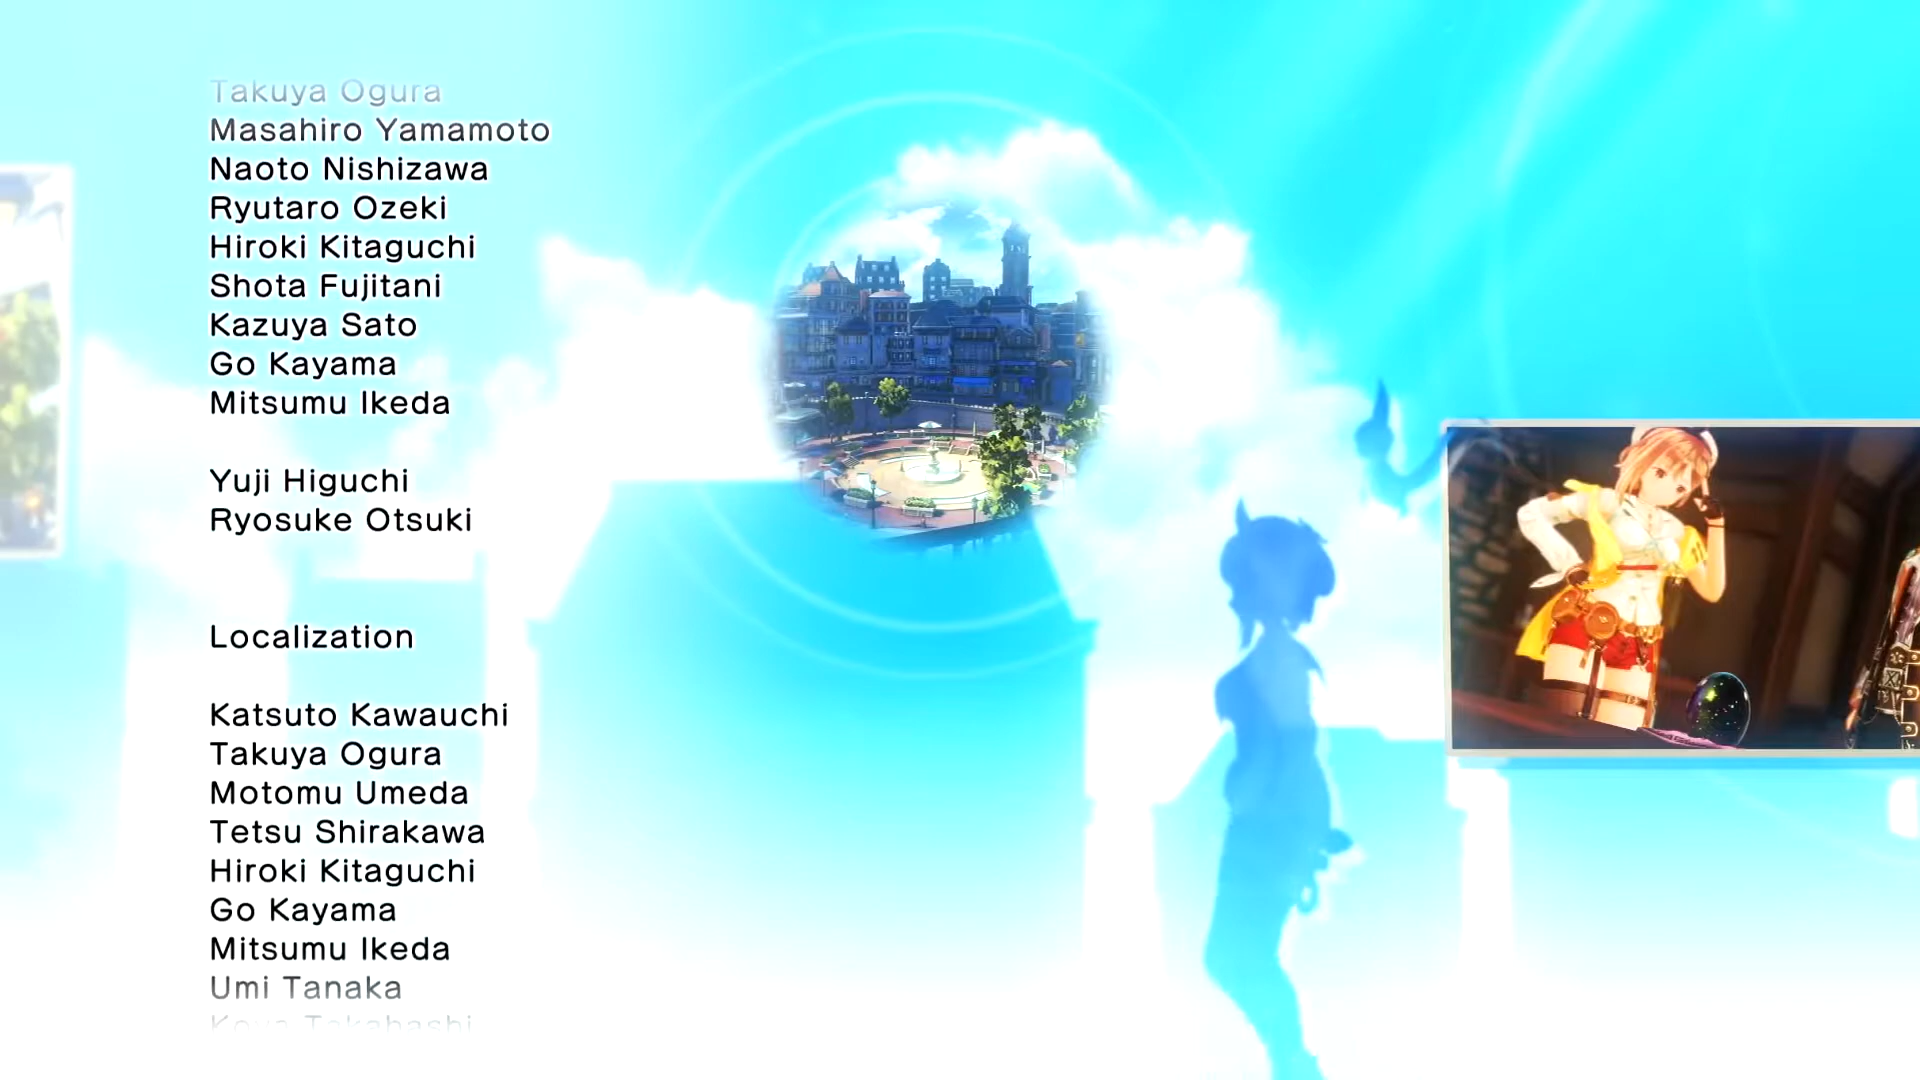 Takuya Ogura
Masahiro Yamamoto
Naoto Nishizawa
Ryutaro Ozeki
Hiroki Kitaguchi
Shota Fujitani
Kazuya Sato
Go Kayama
Mitsumu Ikeda
Yuji Higuchi
Ryosuke Otsuki
Localization
Katsuto Kawauchi
Takuya Ogura
Motomu Umeda
Tetsu Shirakawa
Hiroki Kitaguchi
Go Kayama
Mitsumu Ikeda
Umi Tanaka
Takahashi